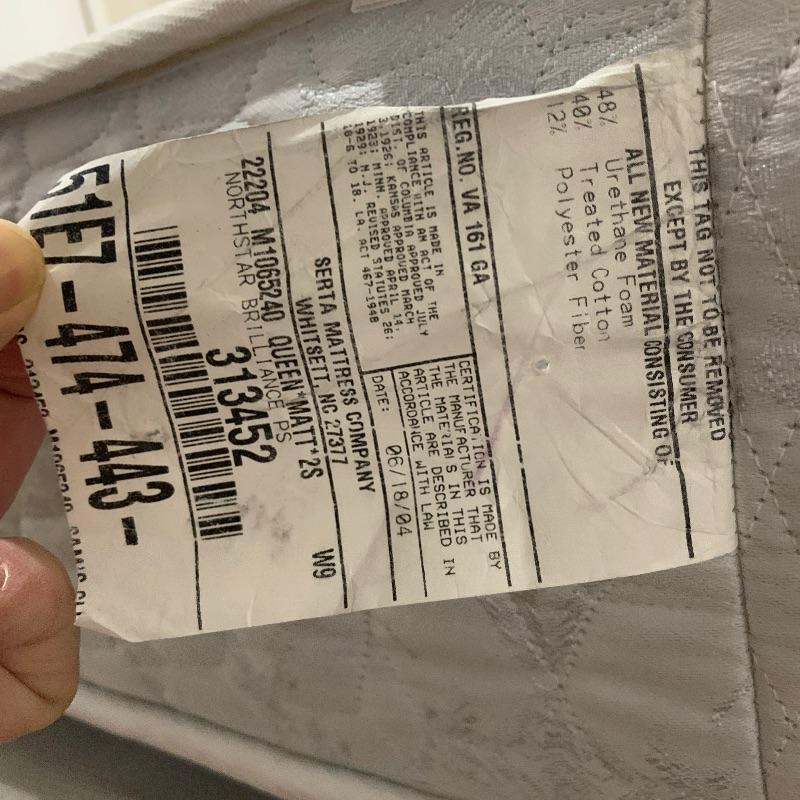 THIS TAG NOT TO BE REMOVED
EXCEPT BY THE CONSUMER
ALL NEW MATERIAL CONSISTING OF
48% Urethane Foam
40% Treated Cotton
12% Polyester Fiber
REG.NO. VA 161 GA
THIS ARTICLE IS MADE IN
COMPLIANCE WITH AN ACT OF THE
DIST. OF COLUMBIA APPROVED JULY
3,1926; KANSAS APPROVED MARCH
1923; MINN. APPROVED APRIL 14,
1929; N.J. REVISED STATUTES 26:
10-6 TO 18. LA. ACT 467-1948
CERTIFICATION IS MADE BY
THE MANUFACTURER THAT
THE MATERIALS IN THIS
ARTICLE ARE DESCRIBED IN
ACCORDANCE WITH LAW
DATE: 06/18/04
SERTA MATTRESS COMPANY
WHITSETT, NC 27377
W9
22204 M1065240 QUEEN*MATT*2S
NORTHSTAR BRILLIANCE PS
313452
51E7-474-443-